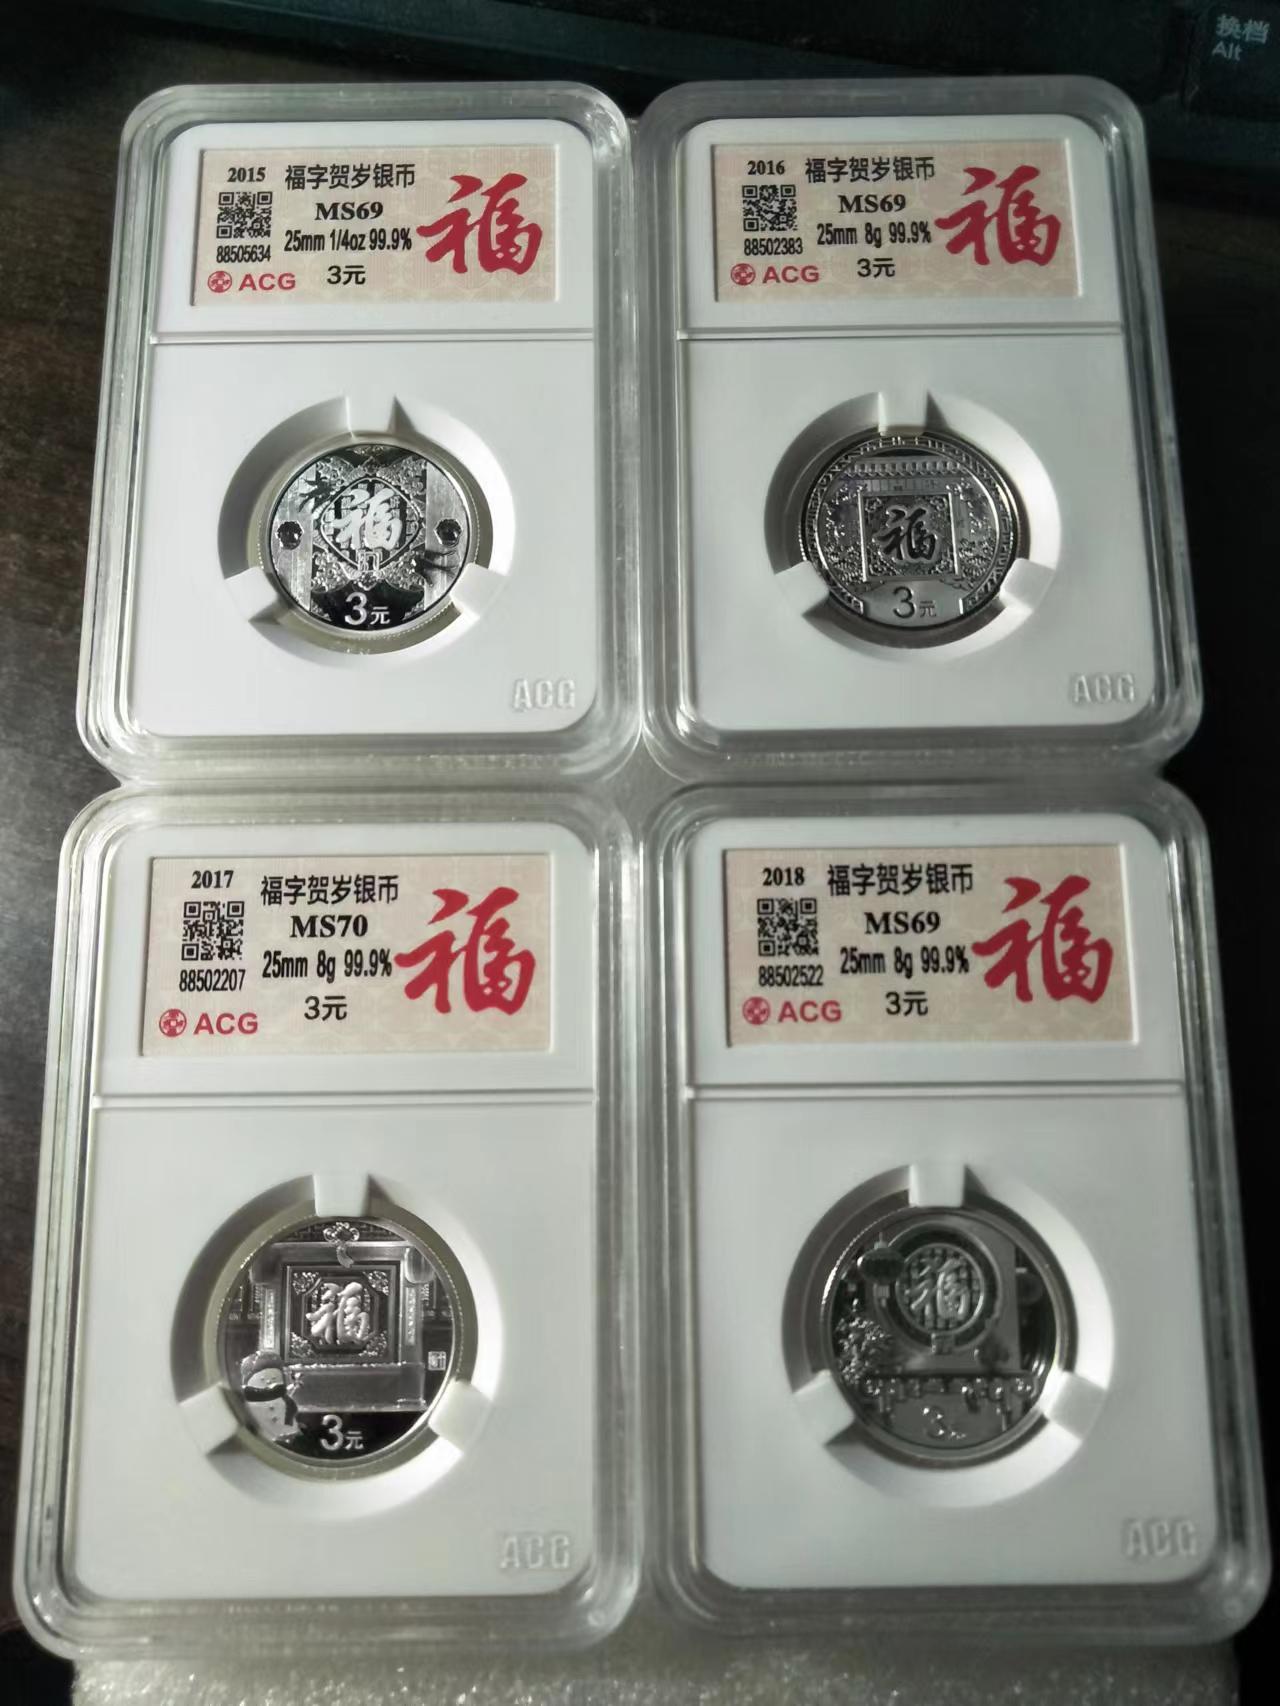 换档
Alt
2015
福字贺岁银币
MS69
25mm 1/4oz 99.9%
88505634
ACG
3元
福
福
3元
ACG
2016
福字贺岁银币
MS69
25mm 8g 99.9%
88502383
ACG
3元
福
福
3元
ACG
2017
福字贺岁银币
MS70
25mm 8g 99.9%
88502207
ACG
3元
福
福
3元
ACG
2018
福字贺岁银币
MS69
25mm 8g 99.9%
88502522
ACG
3元
福
福
3元
ACG